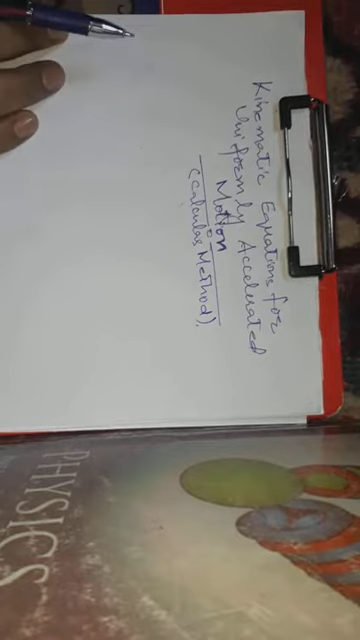 Kinematic Equations for
Uniformly Accelerated
Motion
(Calculus Method).
PHYSICS